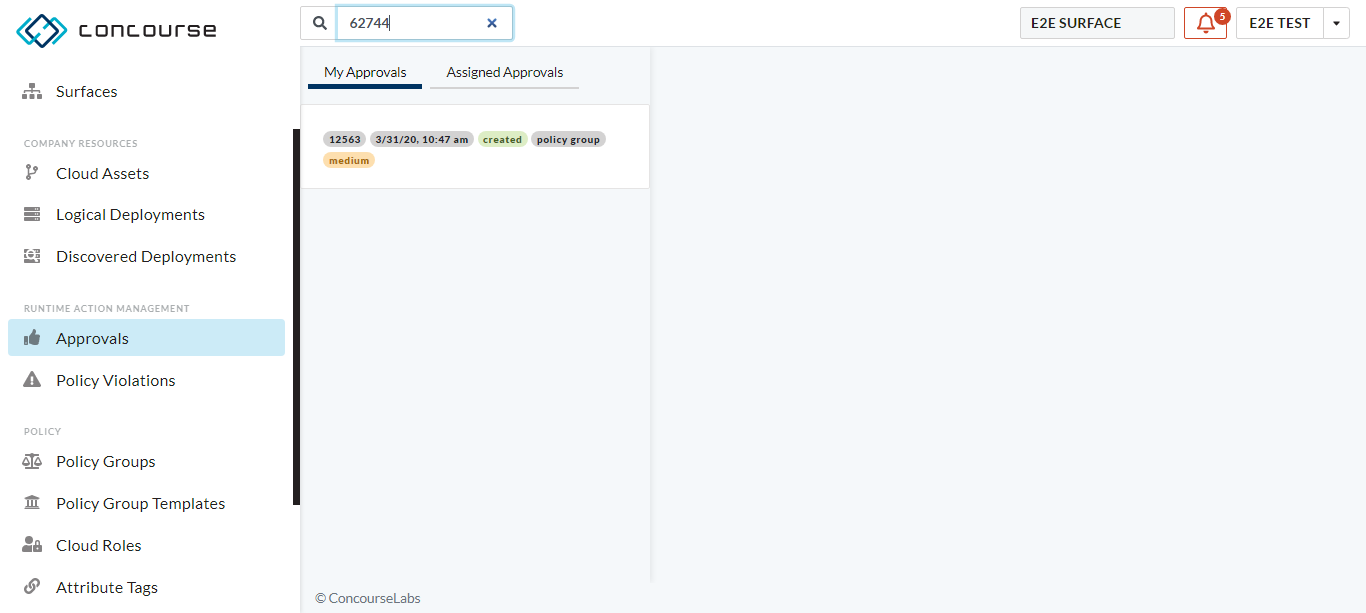 concourse
62744
E2E SURFACE
5
E2E TEST
My Approvals
Assigned Approvals
Surfaces
12563 3/31/20, 10:47 am created policy group
medium
COMPANY RESOURCES
Cloud Assets
Logical Deployments
Discovered Deployments
RUNTIME ACTION MANAGEMENT
Approvals
Policy Violations
POLICY
Policy Groups
Policy Group Templates
Cloud Roles
Attribute Tags
© ConcourseLabs